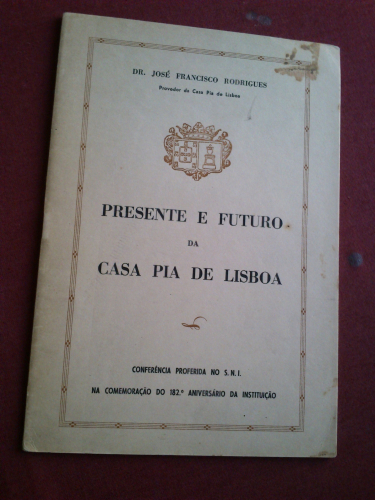 DR. JOSÉ FRANCISCO RODRIGUES
Provedor da Casa Pia de Lisboa
PRESENTE E FUTURO
DA
CASA PIA DE LISBOA
CONFERÊNCIA PROFERIDA NO S. N. I.
NA COMEMORAÇÃO DO 182.º ANIVERSÁRIO DA INSTITUIÇÃO